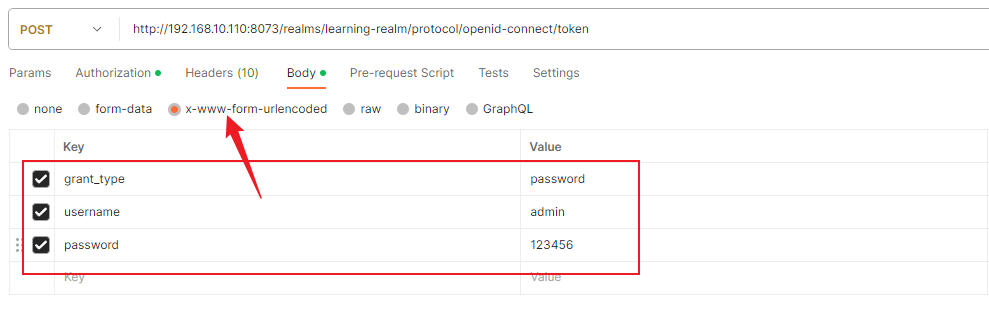 POST http://192.168.10.110:8073/realms/learning-realm/protocol/openid-connect/token
Params Authorization Headers (10) Body Pre-request Script Tests Settings
none form-data x-www-form-urlencoded raw binary GraphQL
Key Value
grant_type password
username admin
password 123456
Key Value